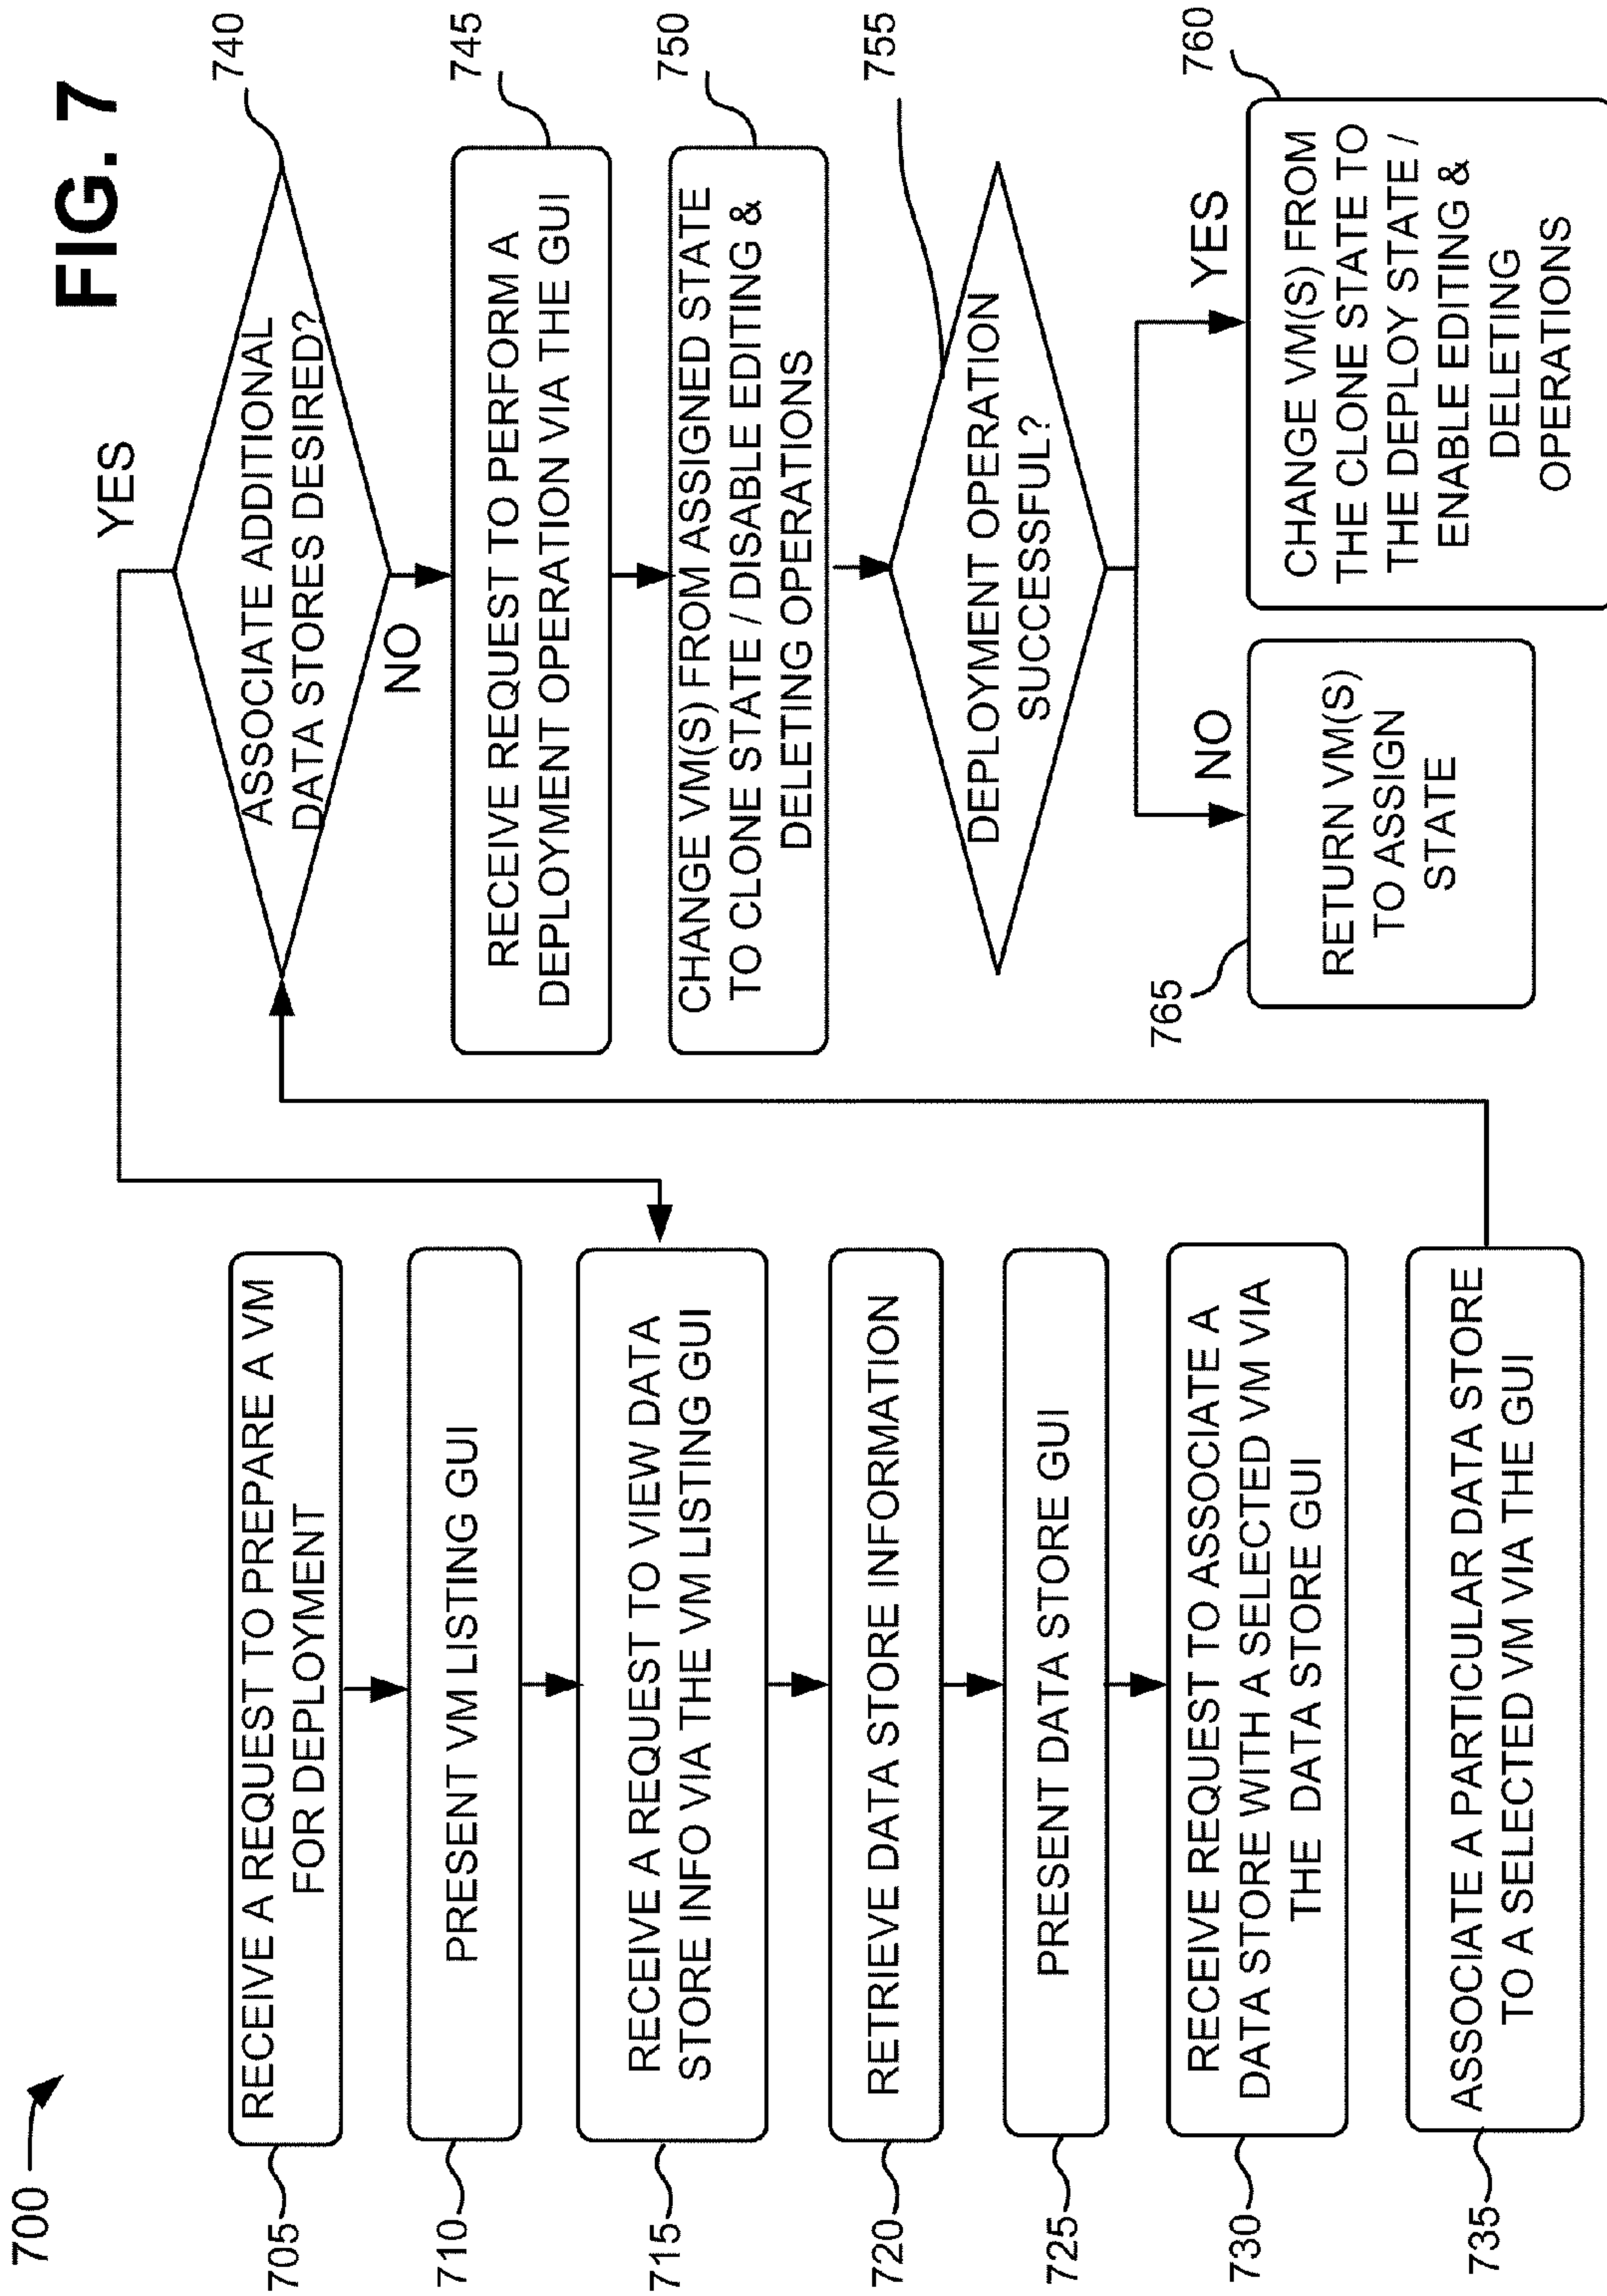 FIG. 7
700
705
RECEIVE A REQUEST TO PREPARE A VM
FOR DEPLOYMENT
710
PRESENT VM LISTING GUI
715
RECEIVE A REQUEST TO VIEW DATA
STORE INFO VIA THE VM LISTING GUI
720
RETRIEVE DATA STORE INFORMATION
725
PRESENT DATA STORE GUI
730
RECEIVE REQUEST TO ASSOCIATE A
DATA STORE WITH A SELECTED VM VIA
THE DATA STORE GUI
735
ASSOCIATE A PARTICULAR DATA STORE
TO A SELECTED VM VIA THE GUI
YES
740
ASSOCIATE ADDITIONAL
DATA STORES DESIRED?
NO
745
RECEIVE REQUEST TO PERFORM A
DEPLOYMENT OPERATION VIA THE GUI
750
CHANGE VM(S) FROM ASSIGNED STATE
TO CLONE STATE / DISABLE EDITING &
DELETING OPERATIONS
755
DEPLOYMENT OPERATION
SUCCESSFUL?
NO
YES
765
RETURN VM(S)
TO ASSIGN
STATE
760
CHANGE VM(S) FROM
THE CLONE STATE TO
THE DEPLOY STATE /
ENABLE EDITING &
DELETING
OPERATIONS